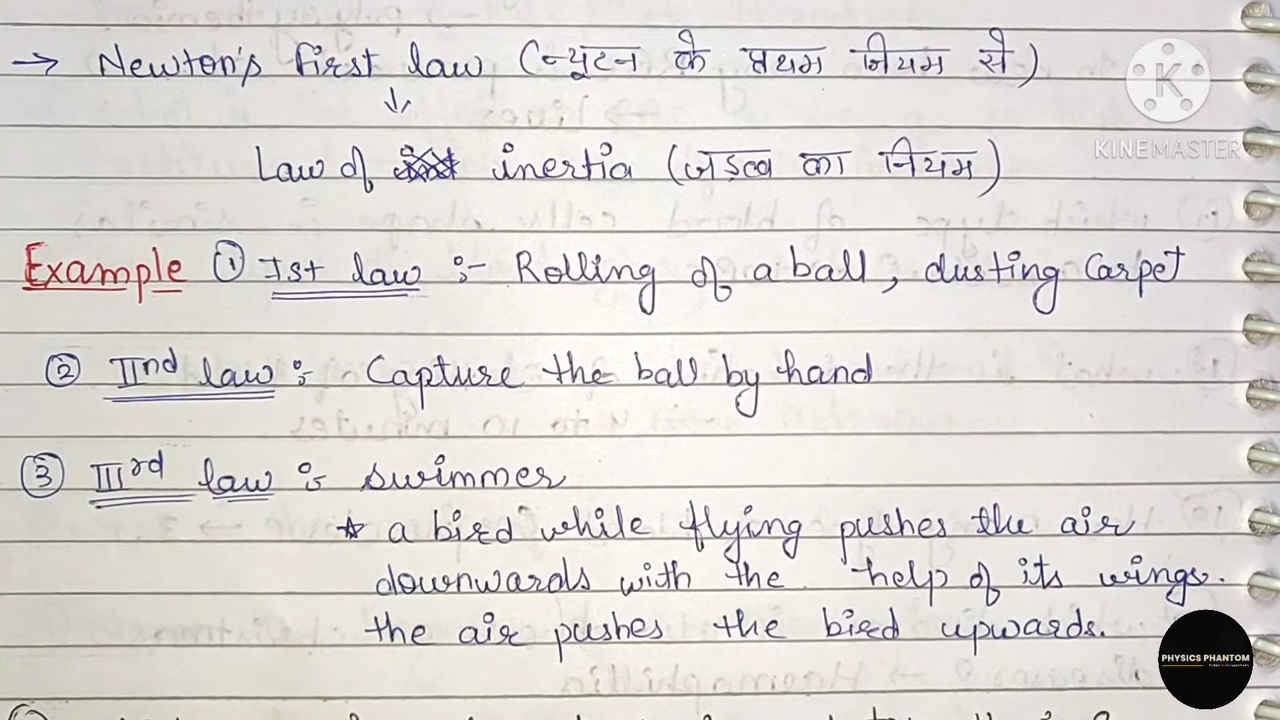 → Newton's first law (न्यूटन के प्रथम नियम से)
↓
Law of inertia (जड़त्व का नियम)
Example ① Ist law :- Rolling of a ball, dusting Carpet
② IInd law :- Capture the ball by hand
③ IIIrd law :- swimmer
* a bird while flying pushes the air
downwards with the help of its wings.
the air pushes the bird upwards.
K
KINEMASTER
PHYSICS PHANTOM